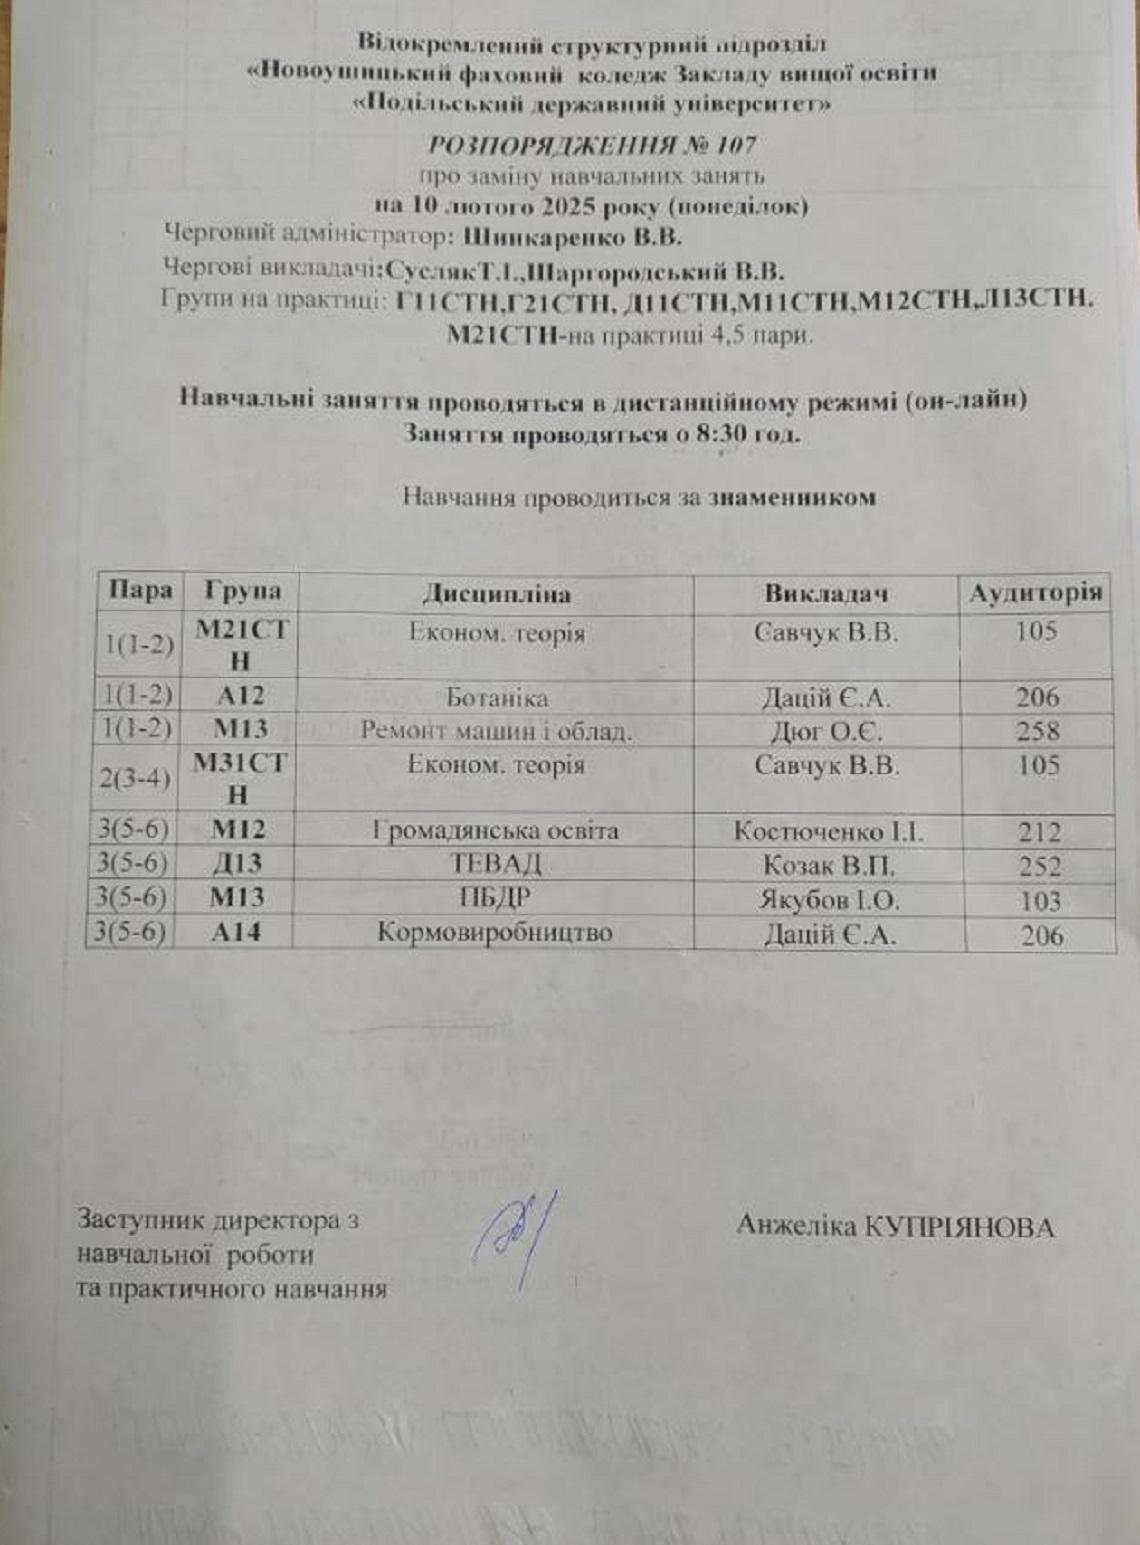 Відокремлений структурний підрозділ
«Новоушицький фаховий коледж Закладу вищої освіти
«Подільський державний університет»
РОЗПОРЯДЖЕННЯ № 107
про заміну навчальних занять
на 10 лютого 2025 року (понеділок)
Черговий адміністратор: Шинкаренко В.В.
Чергові викладачі:СуслякТ.І.,Шаргородський В.В.
Групи на практиці: Г11СТН,Г21СТН, Д11СТН,М11СТН,М12СТН,Л13СТН.
М21СТН-на практиці 4,5 пари.
Навчальні заняття проводяться в дистанційному режимі (он-лайн)
Заняття проводяться о 8:30 год.
Навчання проводиться за знаменником
Пара Група Дисципліна Викладач Аудиторія
1(1-2) М21СТ Економ. теорія Савчук В.В. 105
Н
1(1-2) А12 Ботаніка Дацій Є.А. 206
1(1-2) М13 Ремонт машин і облад. Дюг О.Є. 258
2(3-4) М31СТ Економ. теорія Савчук В.В. 105
Н
3(5-6) М12 Громадянська освіта Костюченко І.І. 212
3(5-6) Д13 ТЕВАД Козак В.П. 252
3(5-6) М13 ПБДР Якубов І.О. 103
3(5-6) А14 Кормовиробництво Дацій Є.А. 206
Заступник директора з Анжеліка КУПРІЯНОВА
навчальної роботи
та практичного навчання